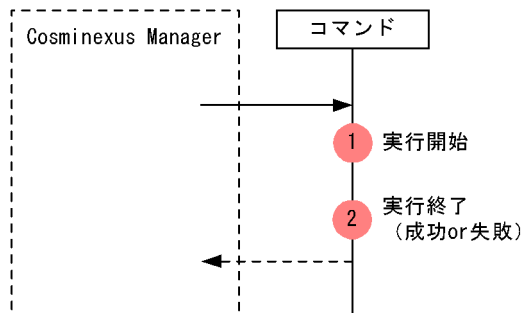 Cosminexus Manager
コマンド
1
実行開始
2
実行終了
（成功or失敗）